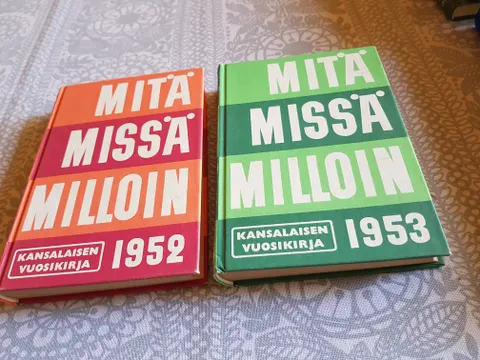 MITÄ
MISSÄ
MILLOIN
KANSALAISEN
VUOSIKIRJA
1952
MITÄ
MISSÄ
MILLOIN
KANSALAISEN
VUOSIKIRJA
1953